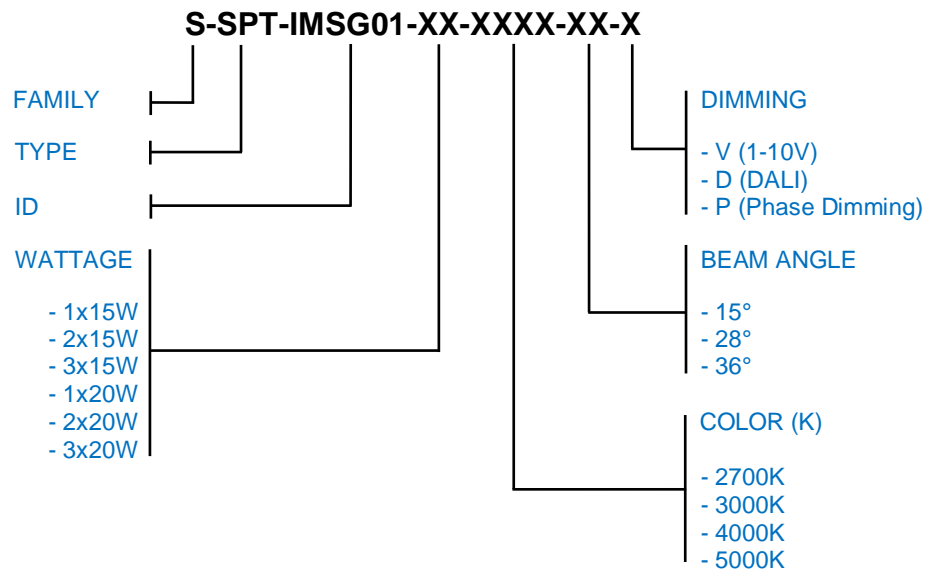 S-SPT-IMSG01-XX-XXXX-XX-X
FAMILY
TYPE
ID
WATTAGE
- 1x15W
- 2x15W
- 3x15W
- 1x20W
- 2x20W
- 3x20W
DIMMING
- V (1-10V)
- D (DALI)
- P (Phase Dimming)
BEAM ANGLE
- 15°
- 28°
- 36°
COLOR (K)
- 2700K
- 3000K
- 4000K
- 5000K